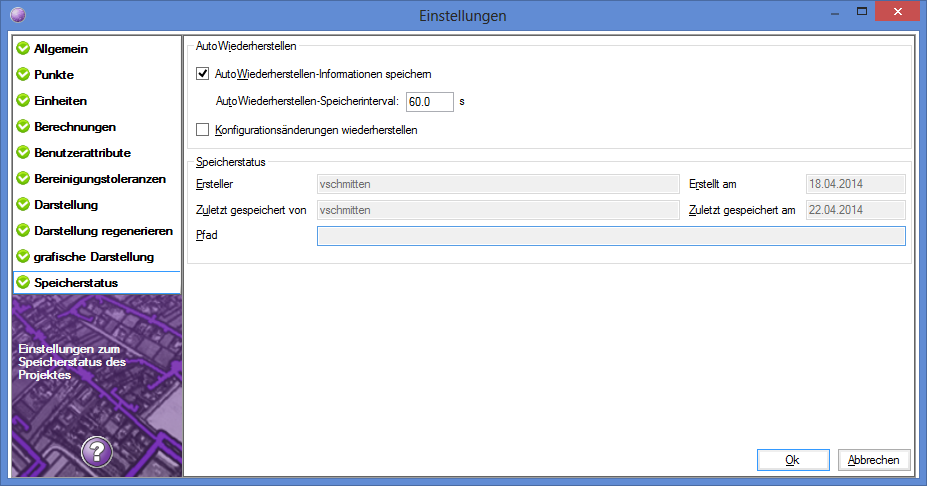 Einstellungen
Allgemein
Punkte
Einheiten
Berechnungen
Benutzerattribute
Bereinigungstoleranzen
Darstellung
Darstellung regenerieren
grafische Darstellung
Speicherstatus
Einstellungen zum
Speicherstatus des
Projektes
?
AutoWiederherstellen
AutoWiederherstellen-Informationen speichern
AutoWiederherstellen-Speicherinterval: 60.0 s
Konfigurationsänderungen wiederherstellen
Speicherstatus
Ersteller vschmitten Erstellt am 18.04.2014
Zuletzt gespeichert von vschmitten Zuletzt gespeichert am 22.04.2014
Pfad
Ok Abbrechen